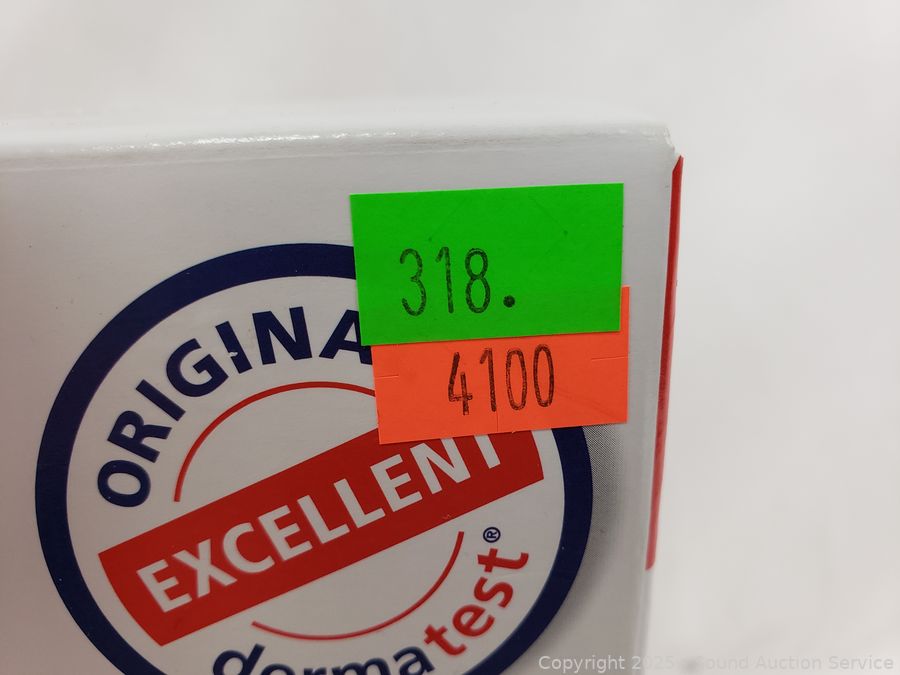 318.
4100
ORIGINA
EXCELLENT
dermatest®
Copyright 2025 - Sound Auction Service